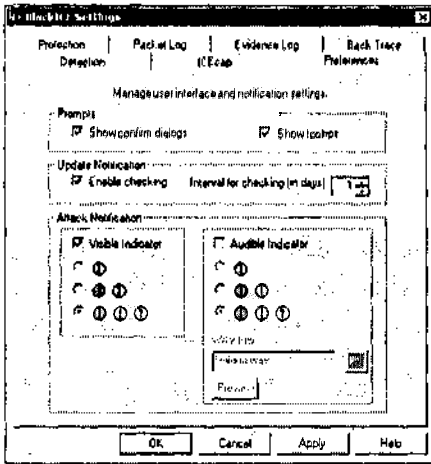 Settings
Protection Packet Log Evidence Log Back Trace
Detection ICEcap Preferences
Manage user interface and notification settings.
Prompts
Show confirm dialogs Show tooltips
Update Notification
Enable checking Interval for checking (in days) 1
Attack Notification
Visible Indicator Audible Indicator
Preview
OK Cancel Apply Help